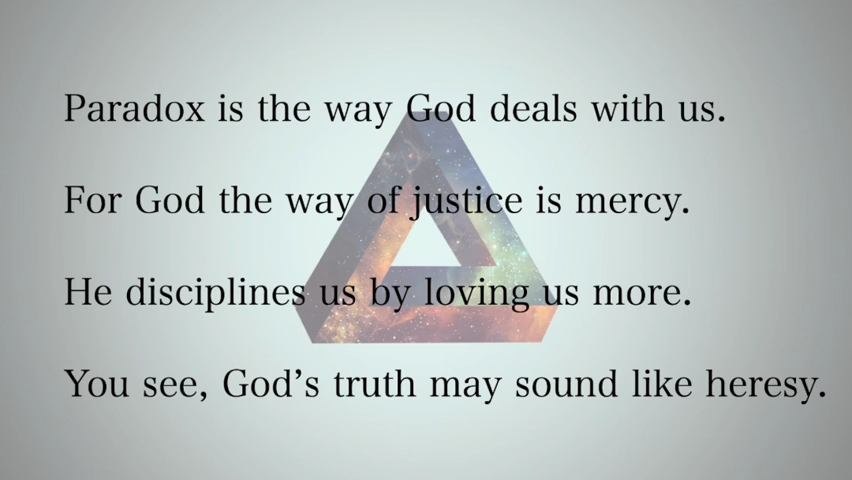 Paradox is the way God deals with us.
For God the way of justice is mercy.
He disciplines us by loving us more.
You see, God’s truth may sound like heresy.